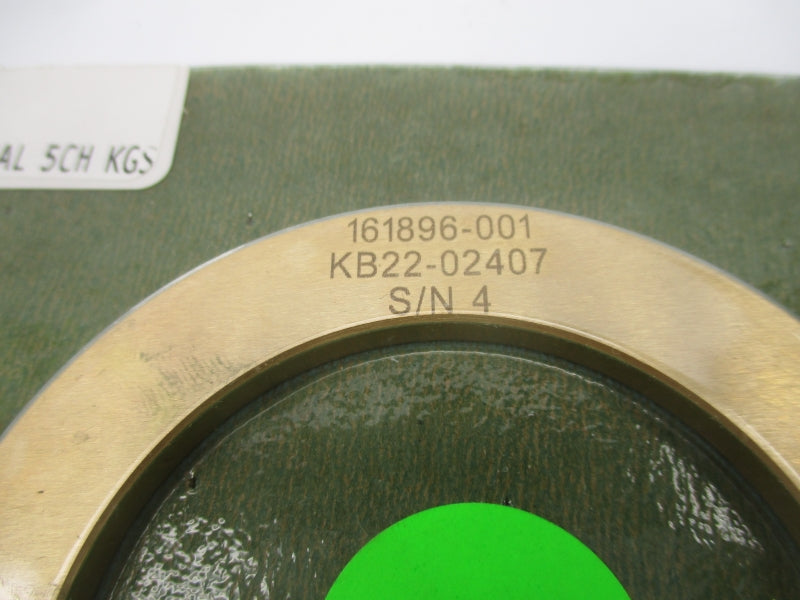 AL 5CH KGS
161896-001
KB22-02407
S/N 4